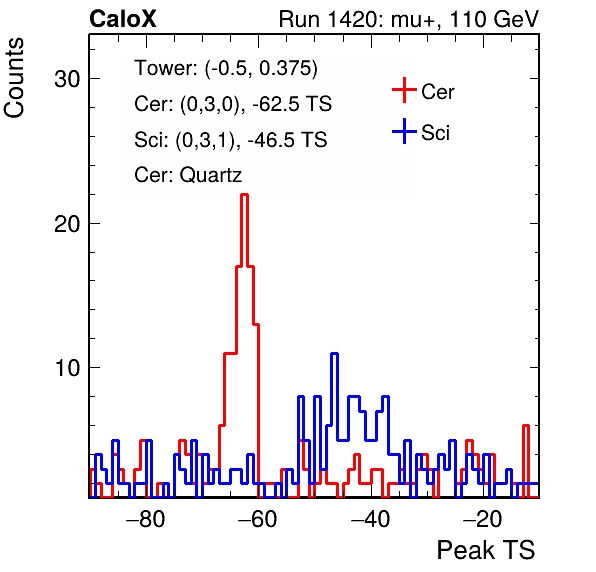 CaloX Run 1420: mu+, 110 GeV
Counts
Tower: (-0.5, 0.375)
Cer: (0,3,0), -62.5 TS
Sci: (0,3,1), -46.5 TS
Cer: Quartz
Cer
Sci
30
20
10
−80 −60 −40 −20
Peak TS